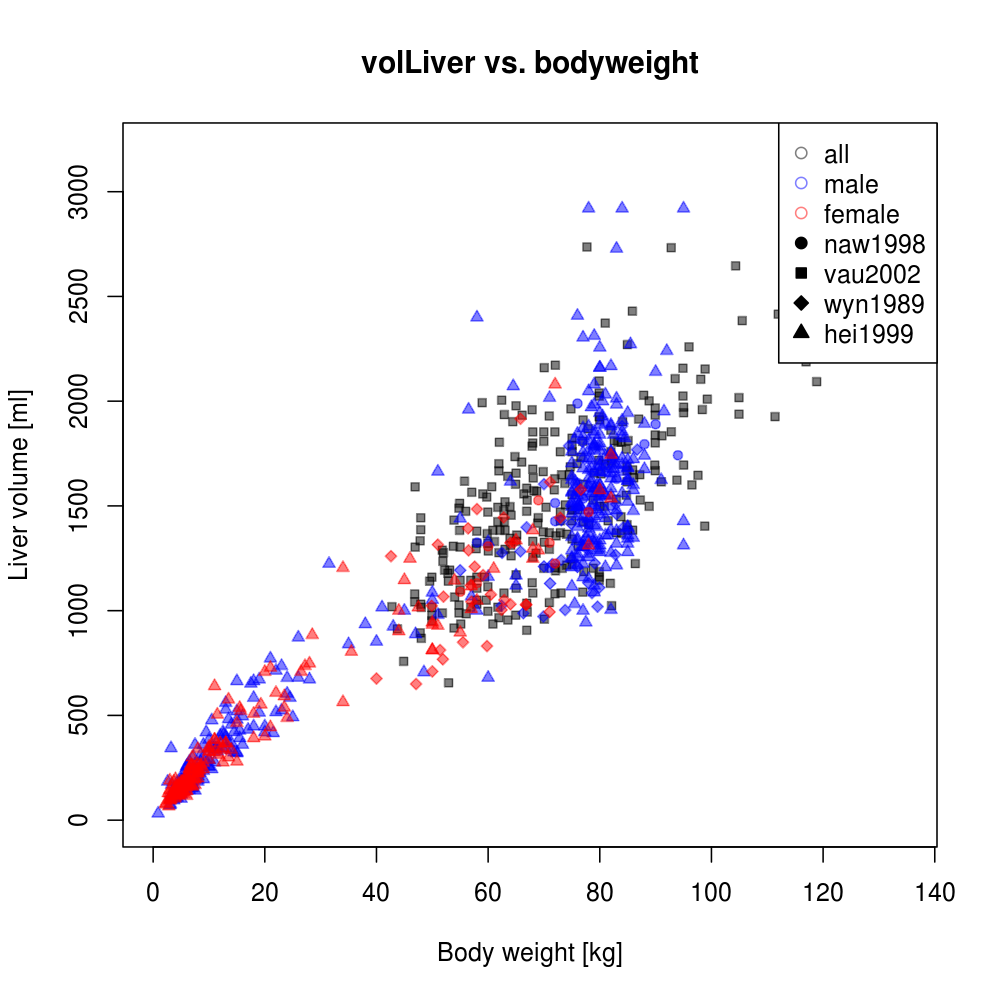 volLiver vs. bodyweight
all
male
female
naw1998
vau2002
wyn1989
hei1999
Liver volume [ml]
3000
2500
2000
1500
1000
500
0
0 20 40 60 80 100 120 140
Body weight [kg]